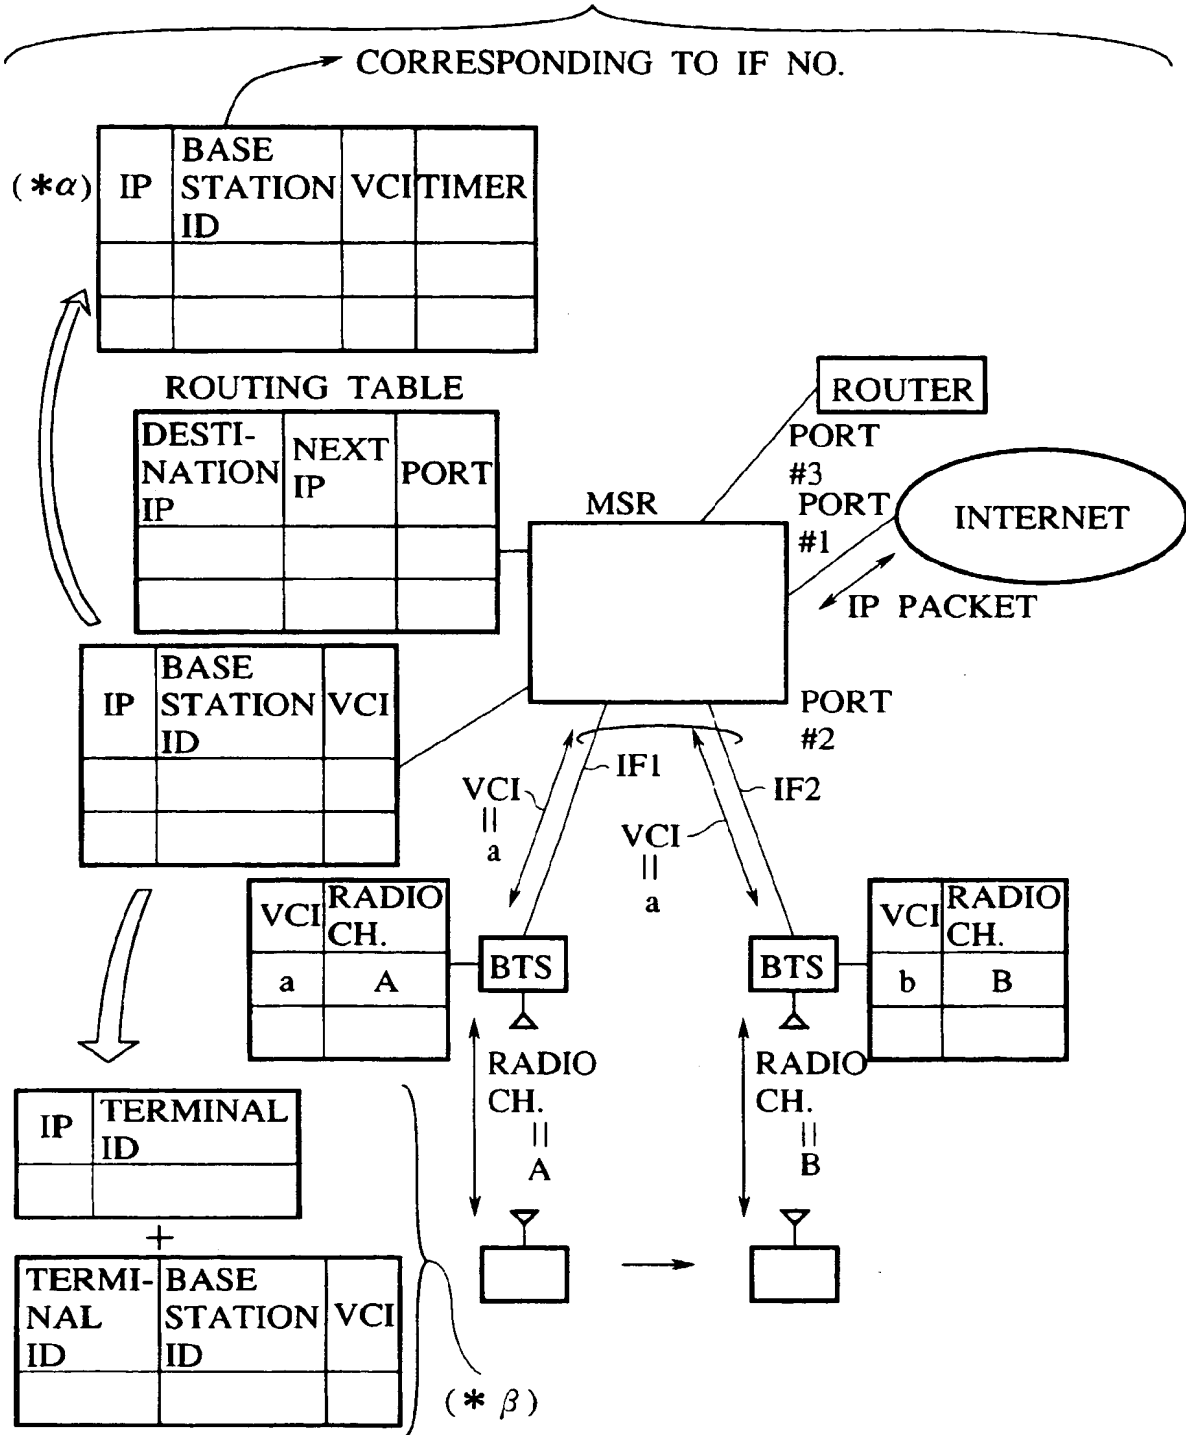 CORRESPONDING TO IF NO.
(*α)
IP
BASE
STATION
ID
VCI
TIMER
ROUTING TABLE
DESTI-
NATION
IP
NEXT
IP
PORT
ROUTER
PORT
#3
MSR
PORT
#1
INTERNET
IP PACKET
IP
BASE
STATION
ID
VCI
PORT
#2
IF1
IF2
VCI
=
a
VCI
=
a
VCI
RADIO
CH.
a
A
BTS
BTS
VCI
RADIO
CH.
b
B
RADIO
CH.
=
A
RADIO
CH.
=
B
IP
TERMINAL
ID
+
TERMI-
NAL
ID
BASE
STATION
ID
VCI
(* β)